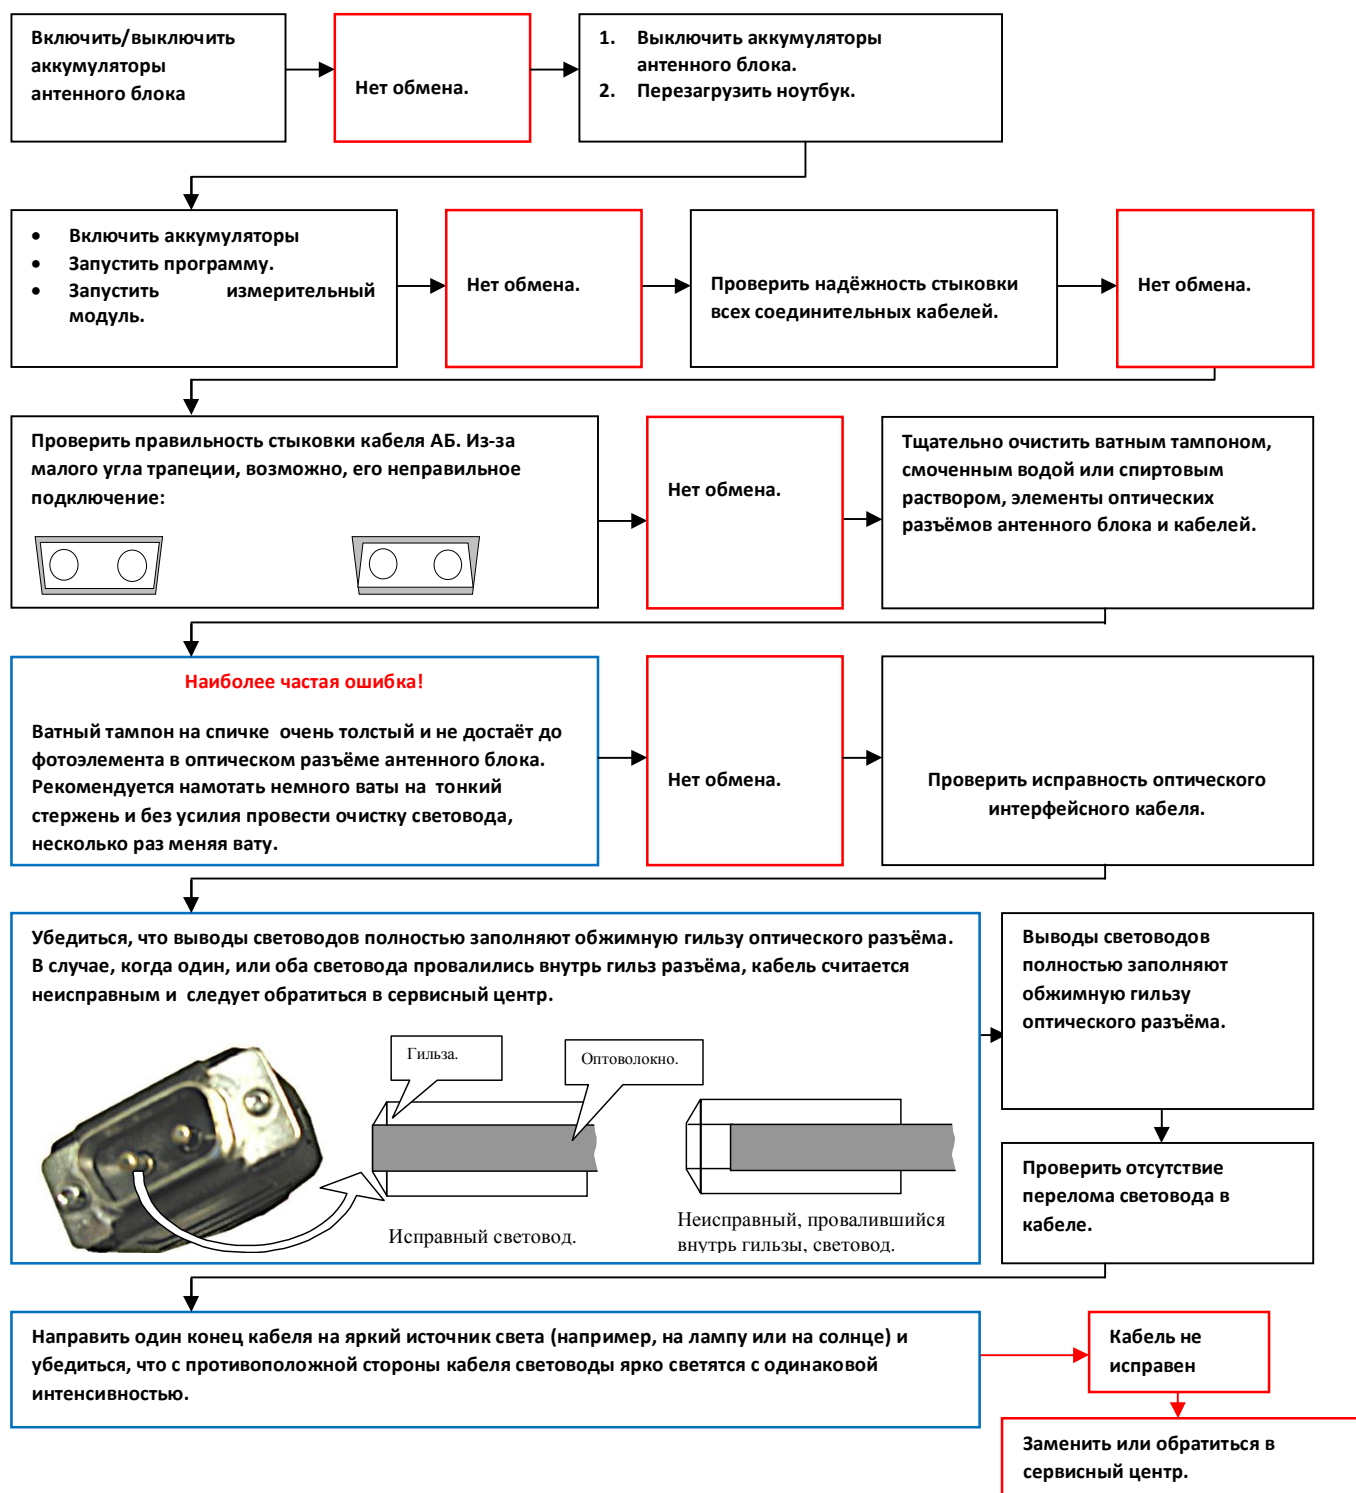 Включить/выключить
аккумуляторы
антенного блока
Нет обмена.
1. Выключить аккумуляторы
антенного блока.
2. Перезагрузить ноутбук.
• Включить аккумуляторы
• Запустить программу.
• Запустить измерительный
модуль.
Нет обмена.
Проверить надёжность стыковки
всех соединительных кабелей.
Нет обмена.
Проверить правильность стыковки кабеля АБ. Из-за
малого угла трапеции, возможно, его неправильное
подключение:
Нет обмена.
Тщательно очистить ватным тампоном,
смоченным водой или спиртовым
раствором, элементы оптических
разъёмов антенного блока и кабелей.
Наиболее частая ошибка!
Ватный тампон на спичке очень толстый и не достаёт до
фотоэлемента в оптическом разъёме антенного блока.
Рекомендуется намотать немного ваты на тонкий
стержень и без усилия провести очистку световода,
несколько раз меняя вату.
Нет обмена.
Проверить исправность оптического
интерфейсного кабеля.
Убедиться, что выводы световодов полностью заполняют обжимную гильзу оптического разъёма.
В случае, когда один, или оба световода провалились внутрь гильз разъёма, кабель считается
неисправным и следует обратиться в сервисный центр.
Гильза.
Оптоволокно.
Исправный световод.
Неисправный, провалившийся
внутрь гильзы, световод.
Выводы световодов
полностью заполняют
обжимную гильзу
оптического разъёма.
Проверить отсутствие
перелома световода в
кабеле.
Направить один конец кабеля на яркий источник света (например, на лампу или на солнце) и
убедиться, что с противоположной стороны кабеля световоды ярко светятся с одинаковой
интенсивностью.
Кабель не
исправен
Заменить или обратиться в
сервисный центр.